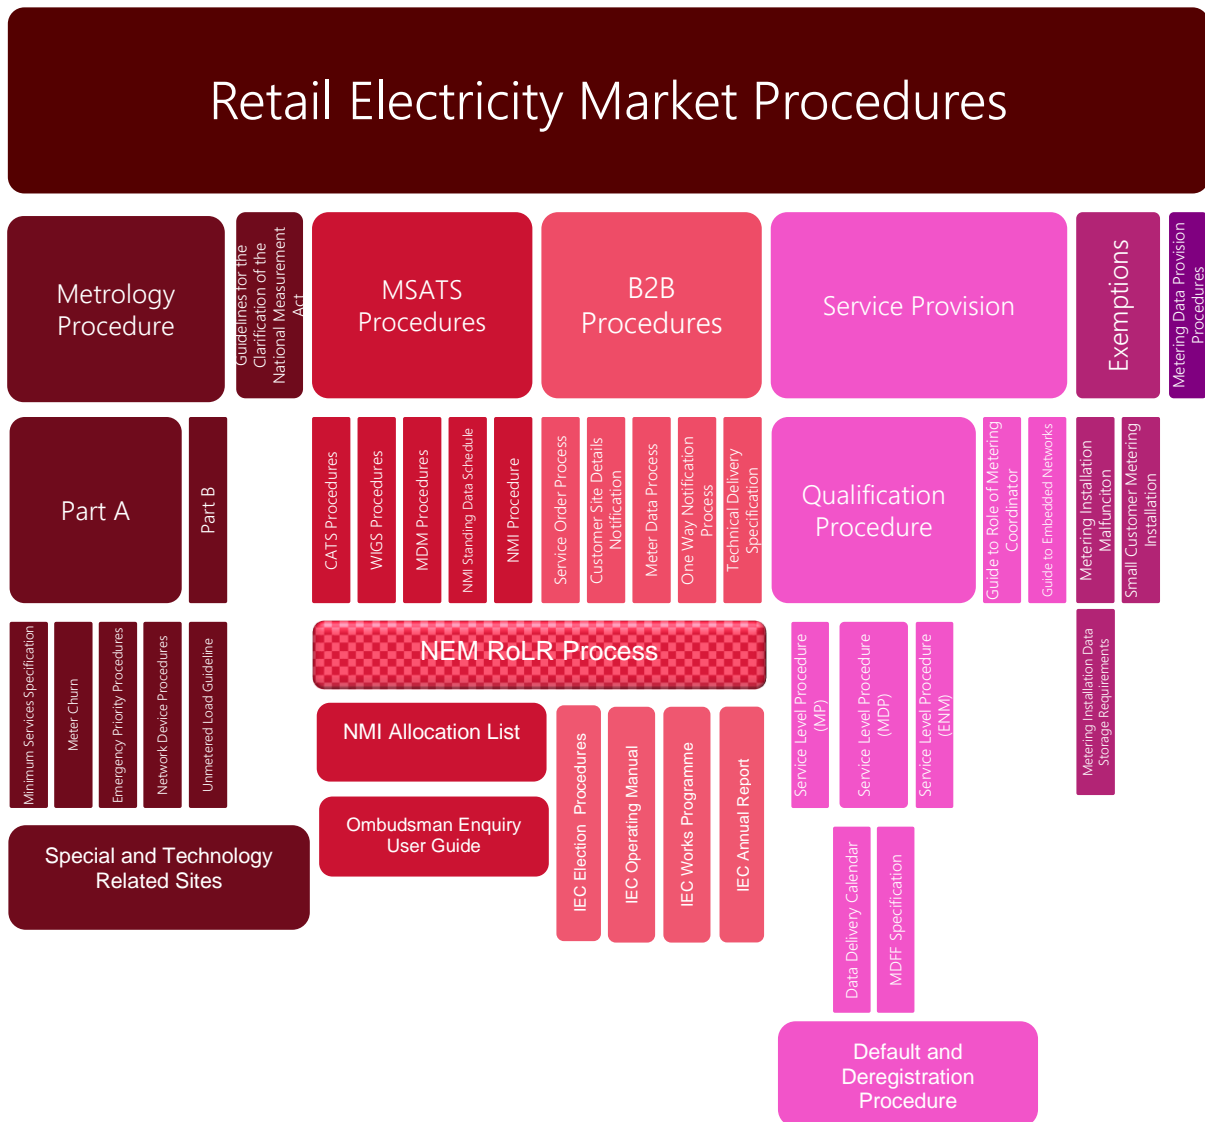 Retail Electricity Market Procedures
Metrology
Procedure
Guidelines for the
Clarification of the
National Measurement
Act
MSATS
Procedures
B2B
Procedures
Service Provision
Exemptions
Metering Data Provision
Procedures
Part A
Part B
CATS Procedures
WIGS Procedures
MDM Procedures
NMI Standing Data Schedule
NMI Procedure
Service Order Process
Customer Site Details
Notification
Meter Data Process
One Way Notification
Process
Technical Delivery
Specification
Qualification
Procedure
Guide to Role of Metering
Coordinator
Guide to Embedded Networks
Metering Installation
Malfunciton
Small Customer Metering
Installation
Minimum Services Specification
Meter Churn
Emergency Priority Procedures
Network Device Procedures
Unmetered Load Guideline
NEM RoLR Process
Service Level Procedure
(MP)
Service Level Procedure
(MDP)
Service Level Procedure
(ENM)
Metering Installation Data
Storage Requirements
NMI Allocation List
Ombudsman Enquiry
User Guide
IEC Election  Procedures
IEC Operating Manual
IEC Works Programme
IEC Annual Report
Special and Technology
Related Sites
Data Delivery Calendar
MDFF Specification
Default and
Deregistration
Procedure